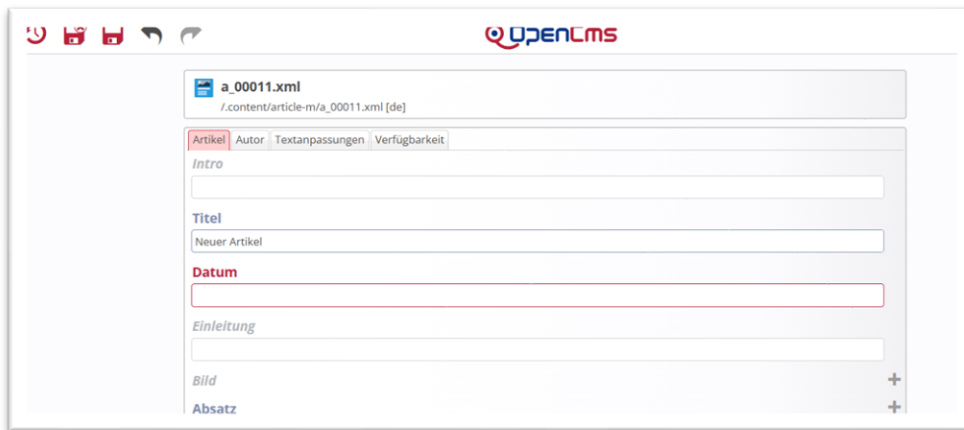 OpenCms
a_00011.xml
/.content/article-m/a_00011.xml [de]
Artikel Autor Textanpassungen Verfügbarkeit
Intro
Titel
Neuer Artikel
Datum
Einleitung
Bild
Absatz